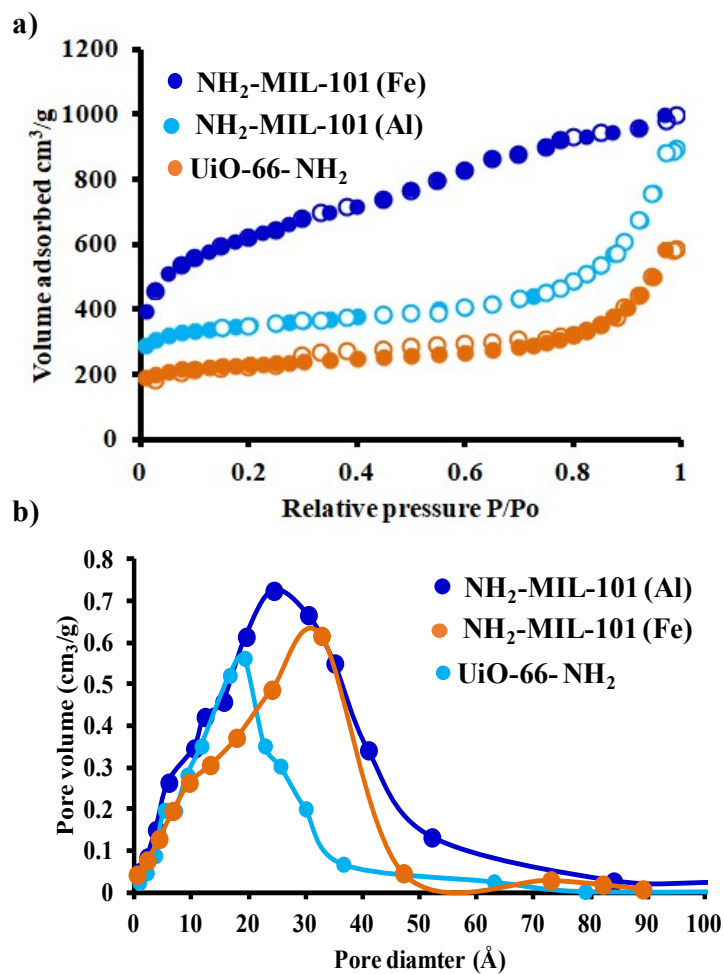 a)
1200
1000
800
600
400
200
0
Volume adsorbed cm³/g
NH₂-MIL-101 (Fe)
NH₂-MIL-101 (Al)
UiO-66- NH₂
0 0.2 0.4 0.6 0.8 1
Relative pressure P/Po
b)
0.8
0.7
0.6
0.5
0.4
0.3
0.2
0.1
0
Pore volume (cm₃/g)
NH₂-MIL-101 (Al)
NH₂-MIL-101 (Fe)
UiO-66- NH₂
0 10 20 30 40 50 60 70 80 90 100
Pore diamter (Å)